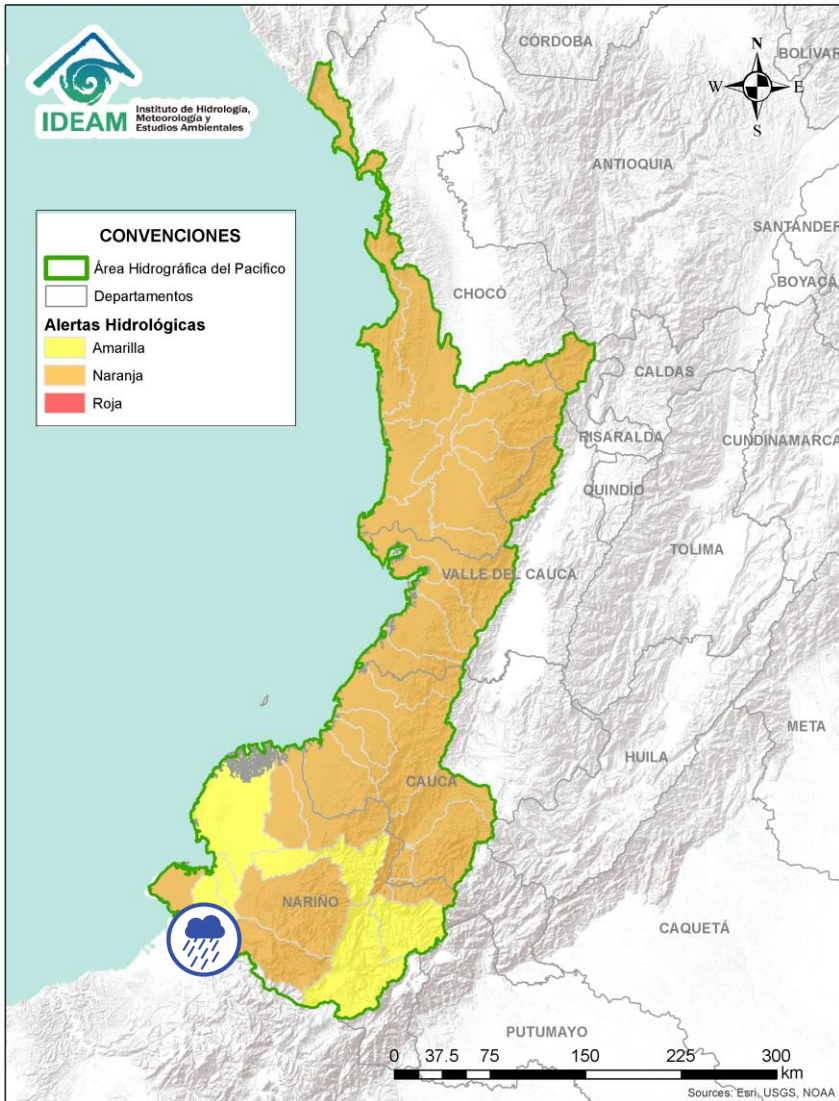 IDEAM
Instituto de Hidrología,
Meteorología y
Estudios Ambientales
CÓRDOBA
BOLÍVAR
N
W
E
S
ANTIOQUIA
SANTANDER
BOYACÁ
CONVENCIONES
Área Hidrográfica del Pacifico
Departamentos
Alertas Hidrológicas
Amarilla
Naranja
Roja
CHOCÓ
CALDAS
RISARALDA
CUNDINAMARCA
QUINDÍO
TOLIMA
VALLE DEL CAUCA
META
HUILA
CAUCA
NARIÑO
CAQUETÁ
PUTUMAYO
0 37.5 75 150 225 300
km
Sources: Esri, USGS, NOAA